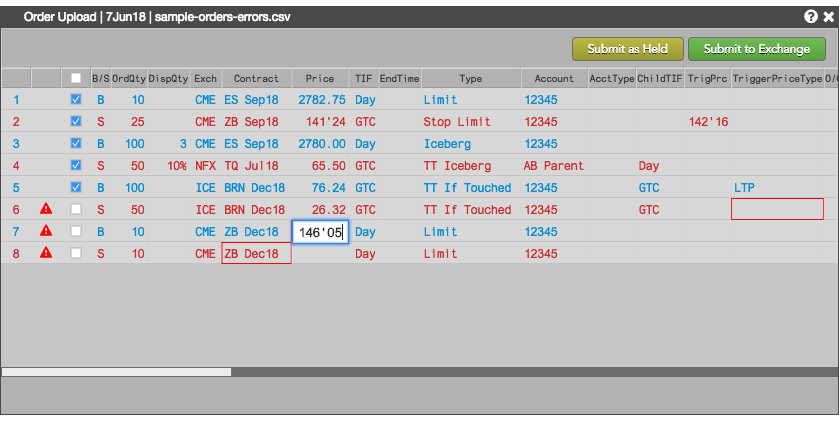 Order Upload | 7Jun18 | sample-orders-errors.csv
Submit as Held Submit to Exchange
B/S OrdQty DispQty Exch Contract Price TIF EndTime Type Account AcctType ChildTIF TrigPrc TriggerPriceType O/
1 B 10 CME ES Sep18 2782.75 Day Limit 12345
2 S 25 CME ZB Sep18 141'24 GTC Stop Limit 12345 142'16
3 B 100 3 CME ES Sep18 2780.00 Day Iceberg 12345
4 S 50 10% NFX TQ Jul18 65.50 GTC TT Iceberg AB Parent Day
5 B 100 ICE BRN Dec18 76.24 GTC TT If Touched 12345 GTC LTP
6 S 50 ICE BRN Dec18 26.32 GTC TT If Touched 12345 GTC
7 B 10 CME ZB Dec18 146'05 Day Limit 12345
8 S 10 CME ZB Dec18 Day Limit 12345